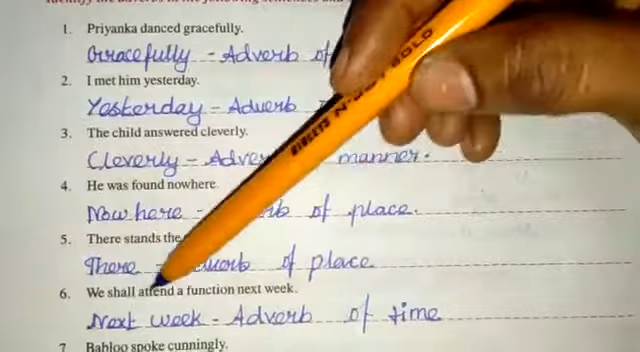 Identify the adverbs in the following sentences and
1. Priyanka danced gracefully.
Gracefully - Adverb of
2. I met him yesterday.
Yesterday - Adverb
3. The child answered cleverly.
Cleverly - Adver manner.
4. He was found nowhere.
Nowhere - rb of place.
5. There stands the
There verb of place
6. We shall attend a function next week.
Next week - Adverb of time
7 Babloo spoke cunningly.